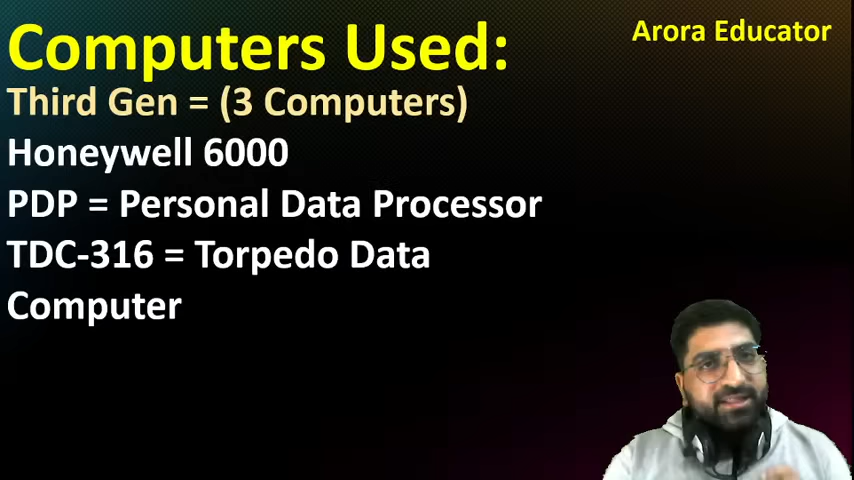 Computers Used:
Arora Educator
Third Gen = (3 Computers)
Honeywell 6000
PDP = Personal Data Processor
TDC-316 = Torpedo Data
Computer